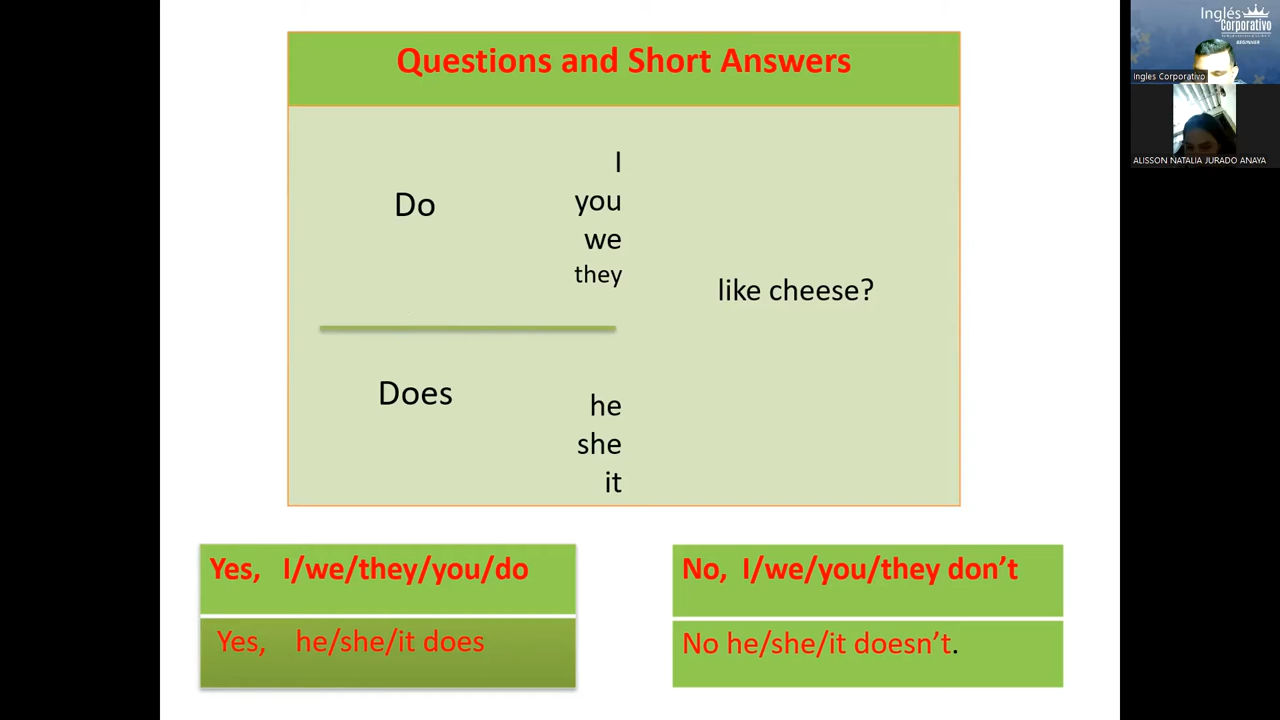 Questions and Short Answers
Do
I
you
we
they
like cheese?
Does
he
she
it
Yes, I/we/they/you/do
No, I/we/you/they don’t
Yes, he/she/it does
No he/she/it doesn’t.
Inglés
Corporativo
BEGINNER
Ingles Corporativo
ALISSON NATALIA JURADO ANAYA